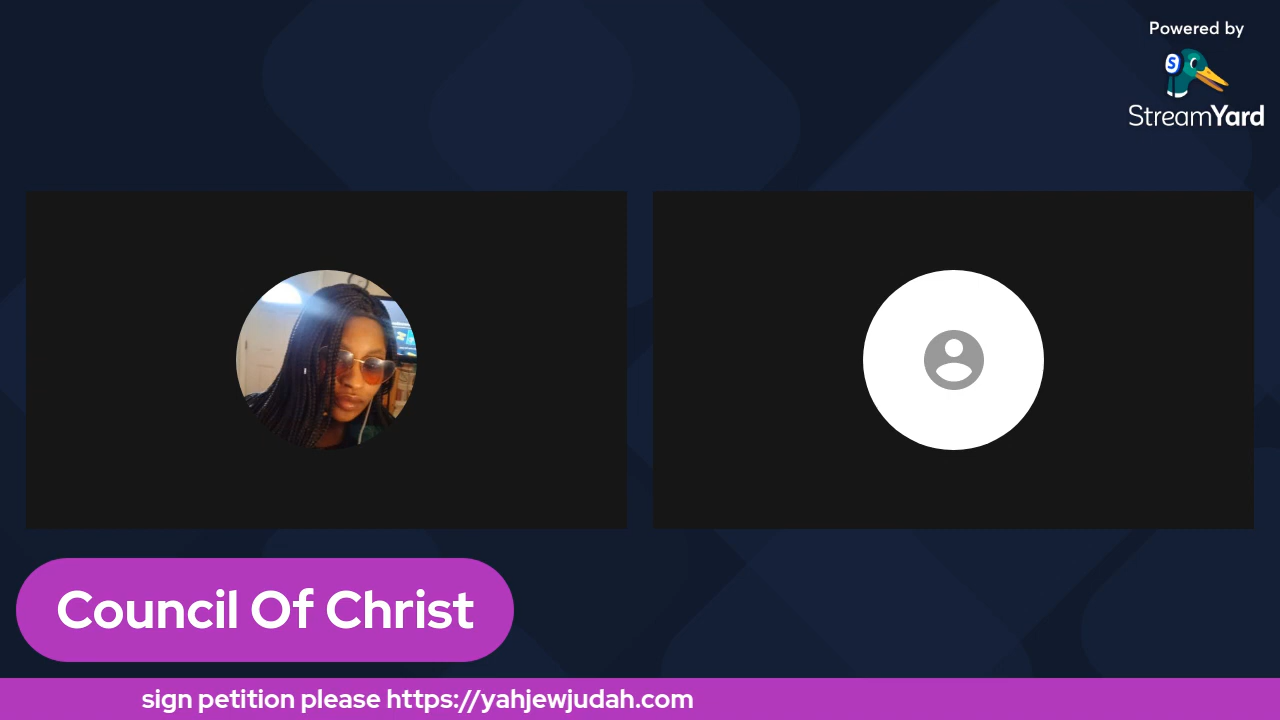 Powered by
S
StreamYard
Council Of Christ
sign petition please https://yahjewjudah.com